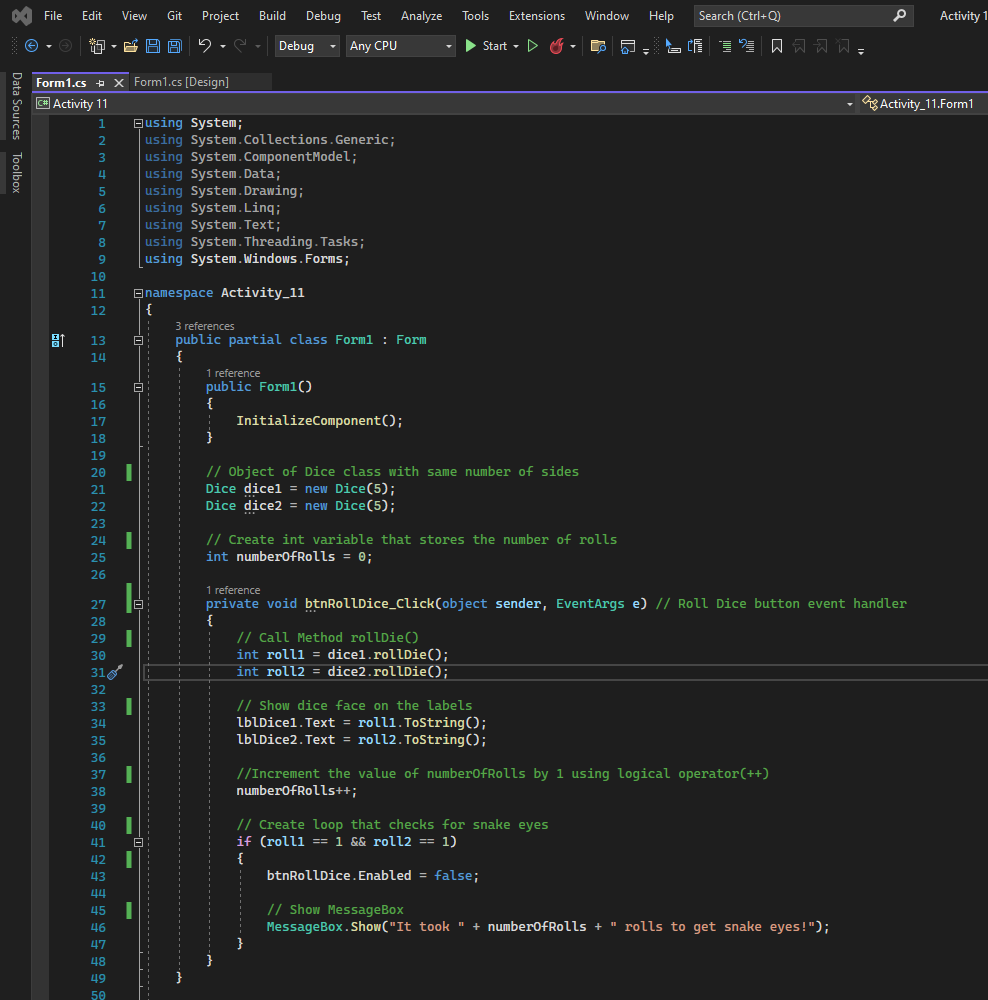 File Edit View Git Project Build Debug Test Analyze Tools Extensions Window Help Search (Ctrl+Q) Activity 1
Debug Any CPU Start
Form1.cs Form1.cs [Design]
Data Sources
Toolbox
C# Activity 11 Activity_11.Form1
1 using System;
2 using System.Collections.Generic;
3 using System.ComponentModel;
4 using System.Data;
5 using System.Drawing;
6 using System.Linq;
7 using System.Text;
8 using System.Threading.Tasks;
9 using System.Windows.Forms;
10
11 namespace Activity_11
12 {
3 references
13 public partial class Form1 : Form
14 {
1 reference
15 public Form1()
16 {
17 InitializeComponent();
18 }
19
20 // Object of Dice class with same number of sides
21 Dice dice1 = new Dice(5);
22 Dice dice2 = new Dice(5);
23
24 // Create int variable that stores the number of rolls
25 int numberOfRolls = 0;
26
1 reference
27 private void btnRollDice_Click(object sender, EventArgs e) // Roll Dice button event handler
28 {
29 // Call Method rollDie()
30 int roll1 = dice1.rollDie();
31 int roll2 = dice2.rollDie();
32
33 // Show dice face on the labels
34 lblDice1.Text = roll1.ToString();
35 lblDice2.Text = roll2.ToString();
36
37 //Increment the value of numberOfRolls by 1 using logical operator(++)
38 numberOfRolls++;
39
40 // Create loop that checks for snake eyes
41 if (roll1 == 1 && roll2 == 1)
42 {
43 btnRollDice.Enabled = false;
44
45 // Show MessageBox
46 MessageBox.Show("It took " + numberOfRolls + " rolls to get snake eyes!");
47 }
48 }
49 }
50